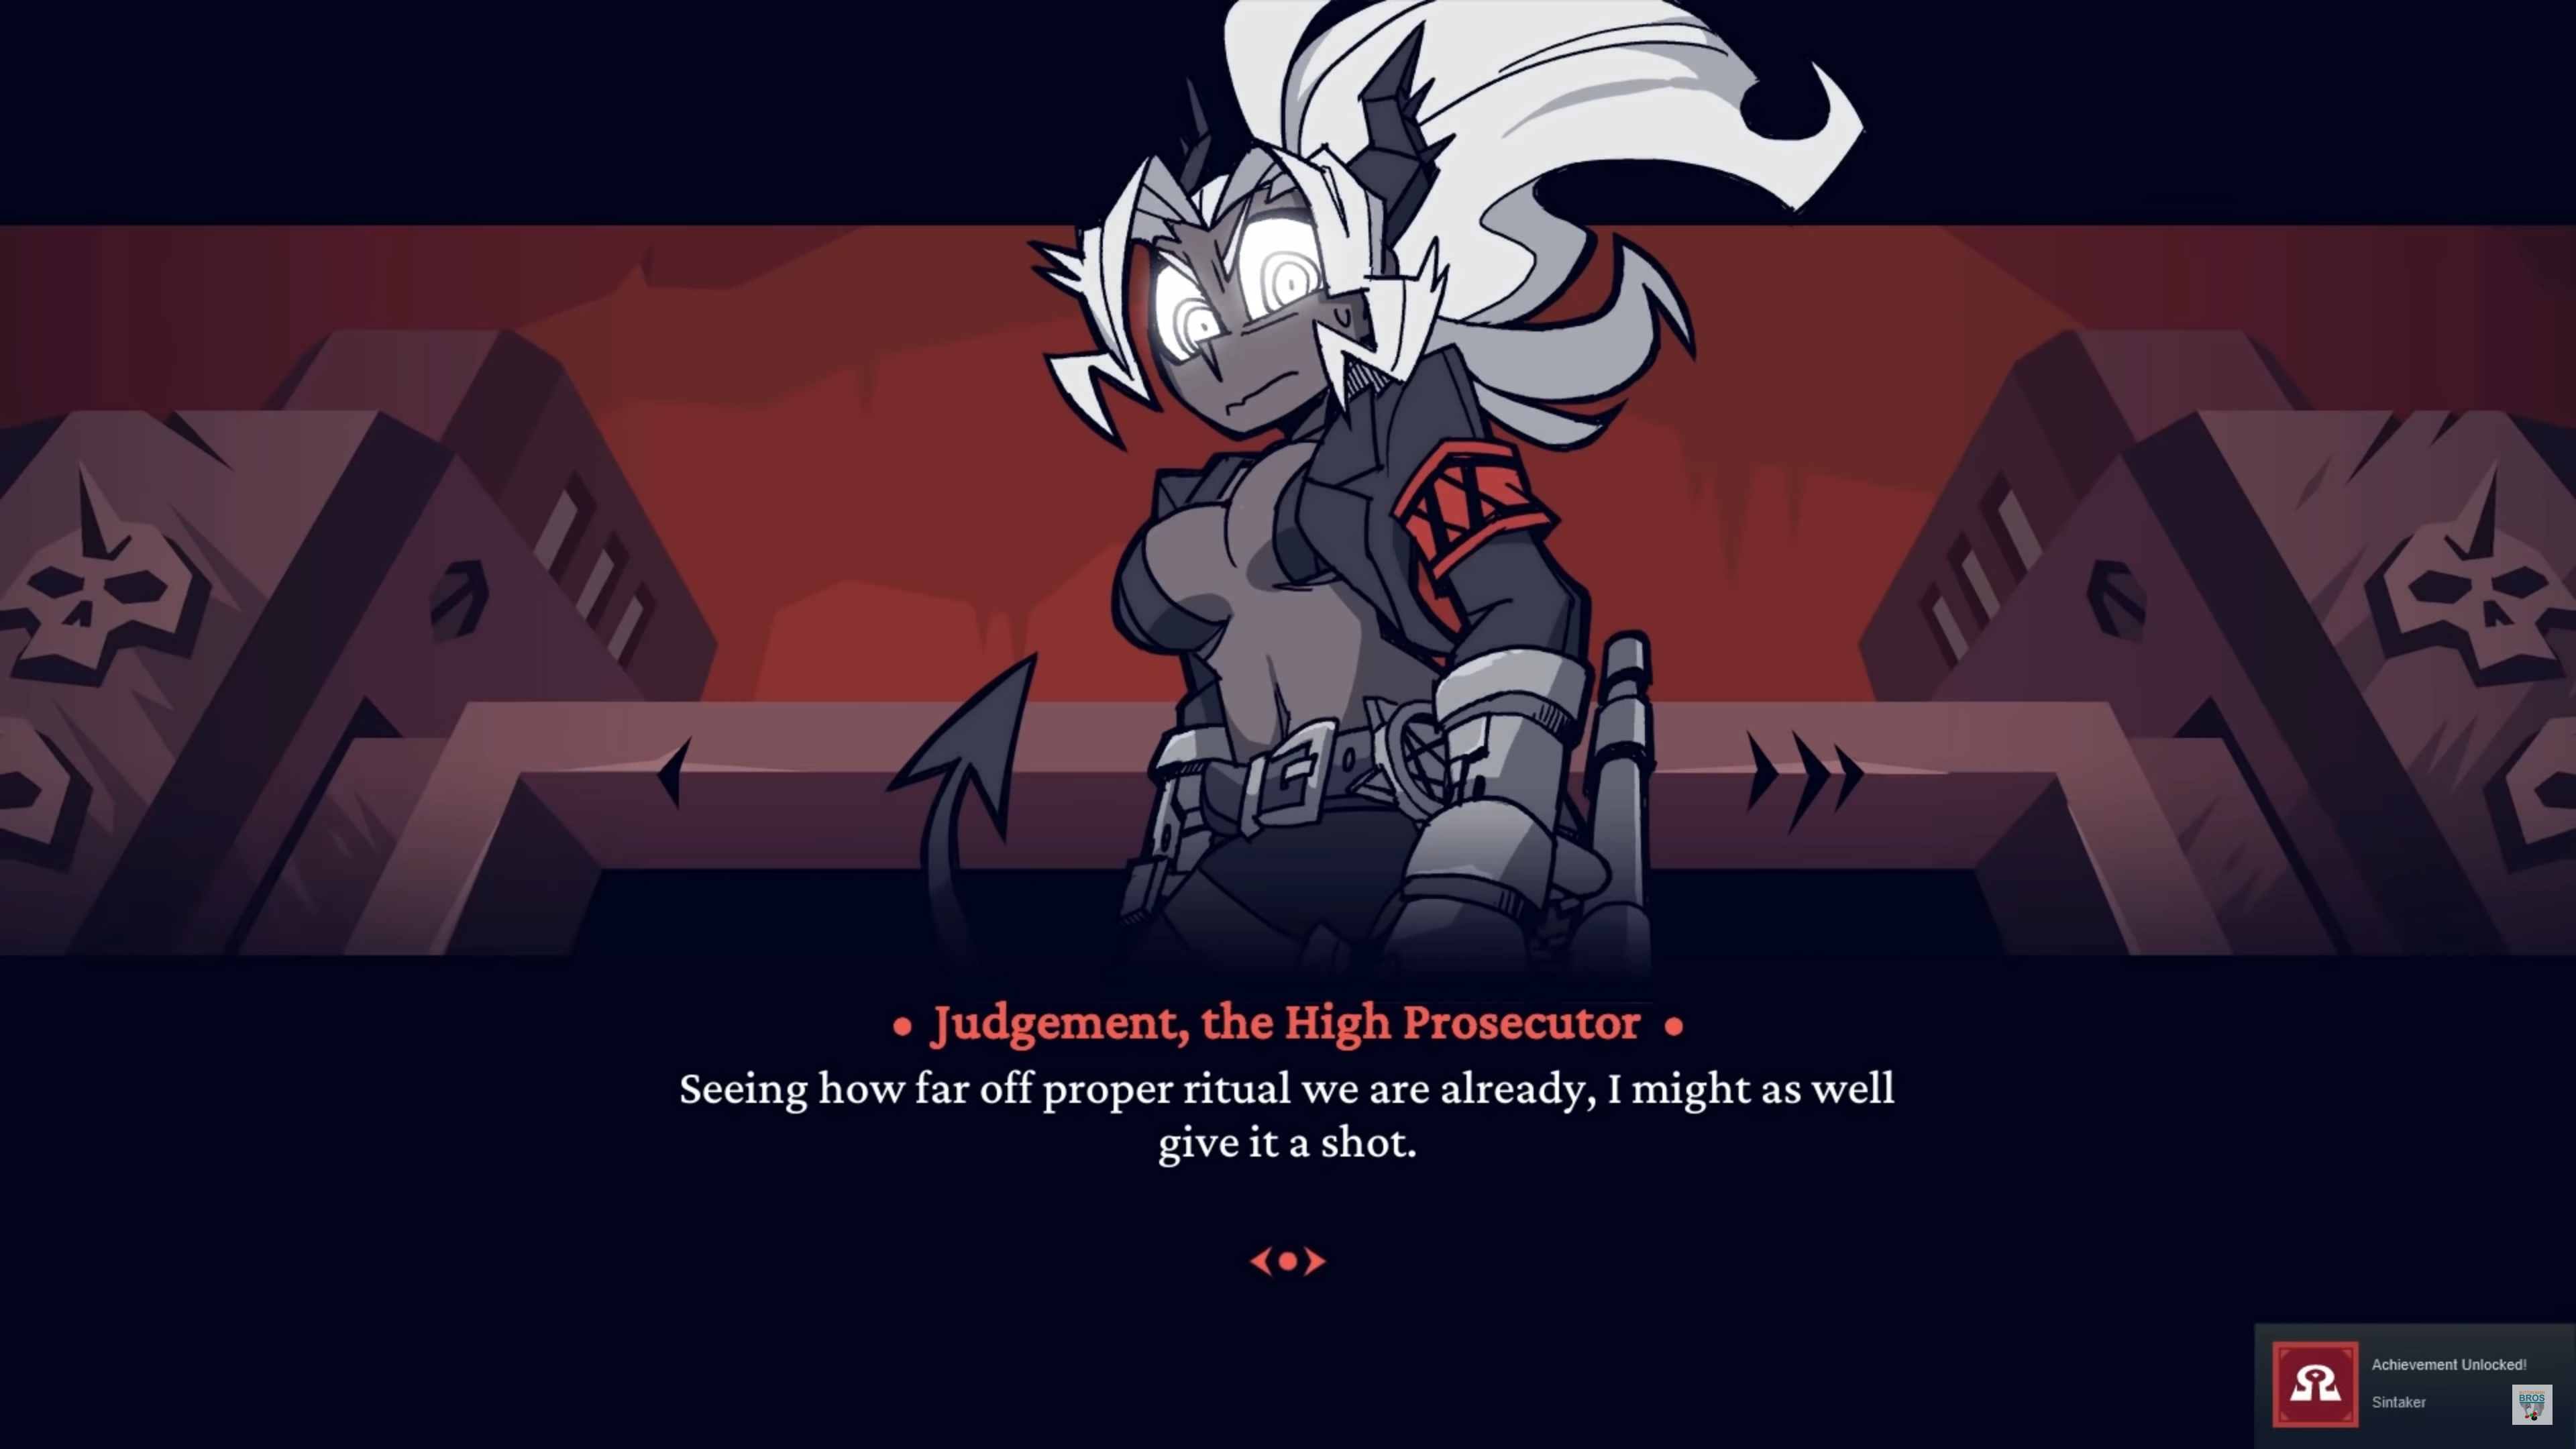 • Judgement, the High Prosecutor •
Seeing how far off proper ritual we are already, I might as well
give it a shot.
Achievement Unlocked!
Sintaker
BROS